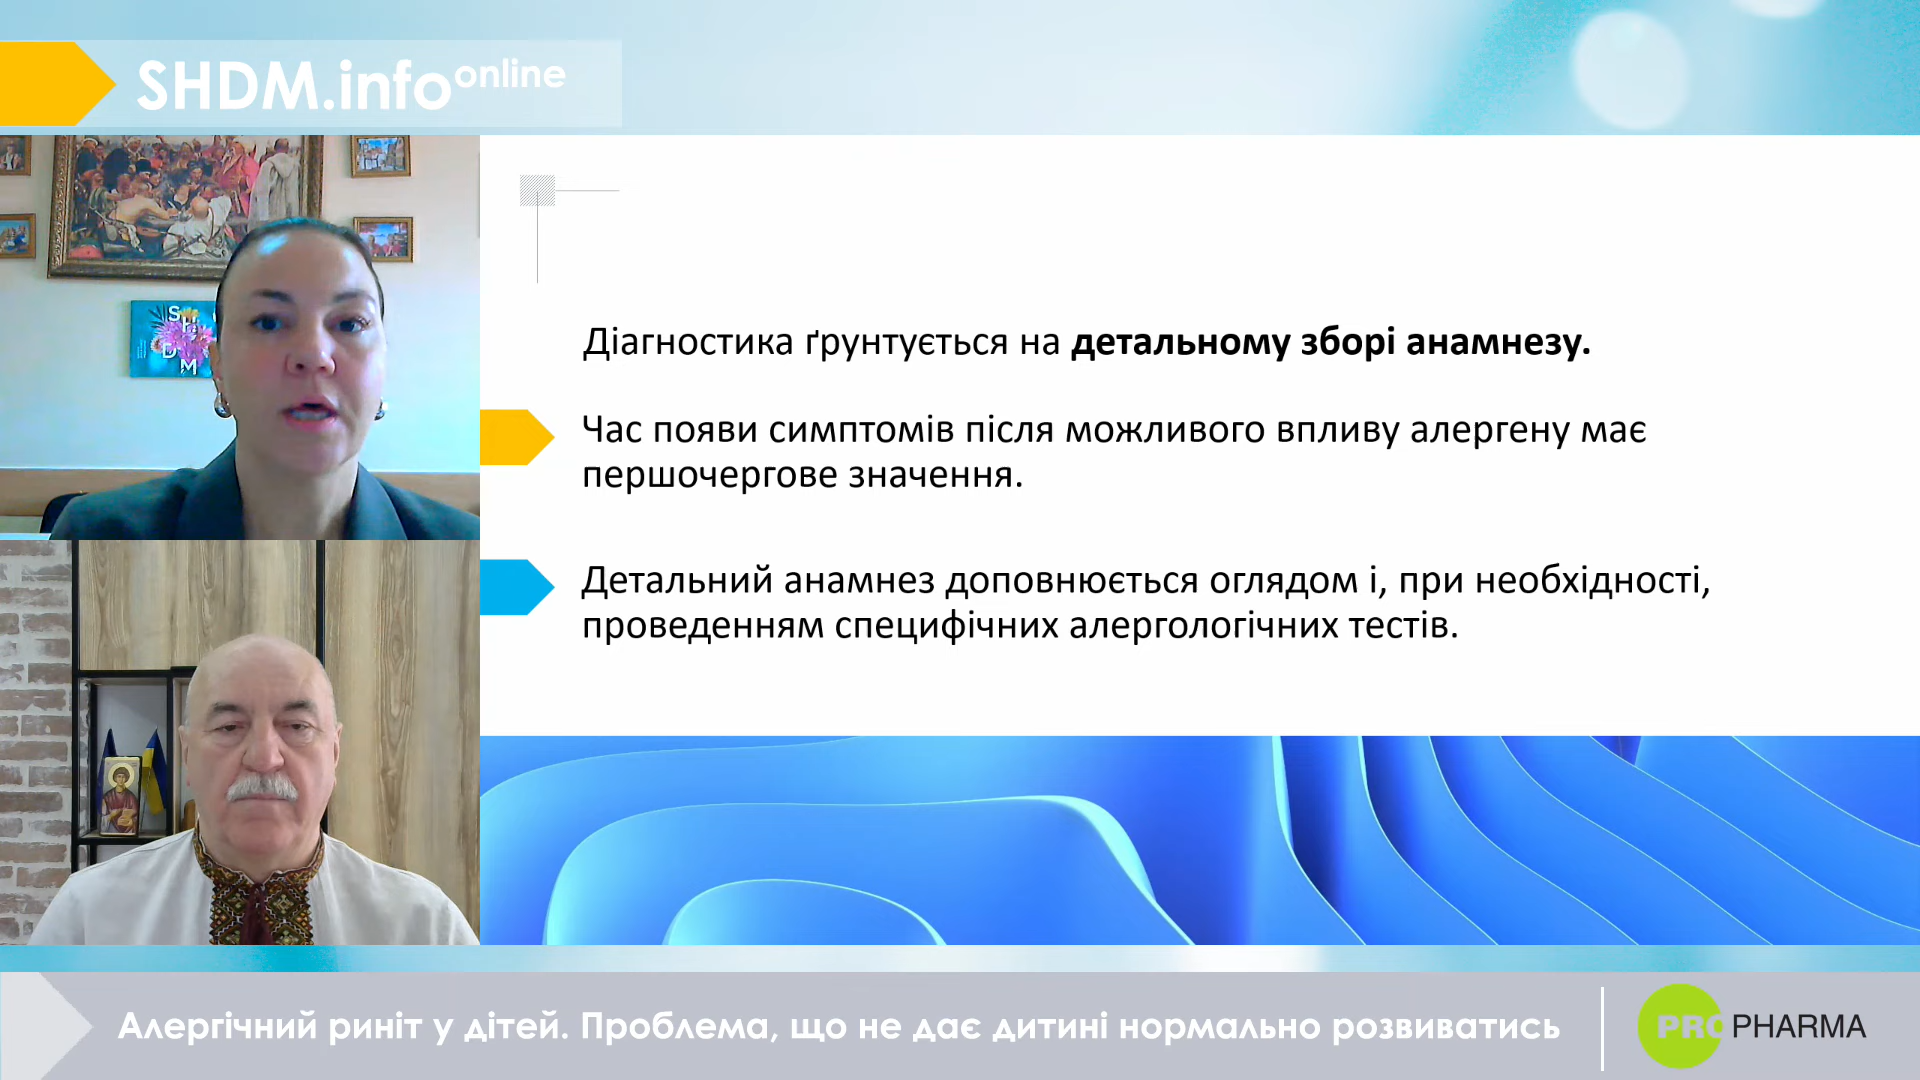 SHDM.info online
SHDM
Діагностика ґрунтується на детальному зборі анамнезу.
Час появи симптомів після можливого впливу алергену має
першочергове значення.
Детальний анамнез доповнюється оглядом і, при необхідності,
проведенням специфічних алергологічних тестів.
Алергічний риніт у дітей. Проблема, що не дає дитині нормально розвиватись
PRO PHARMA